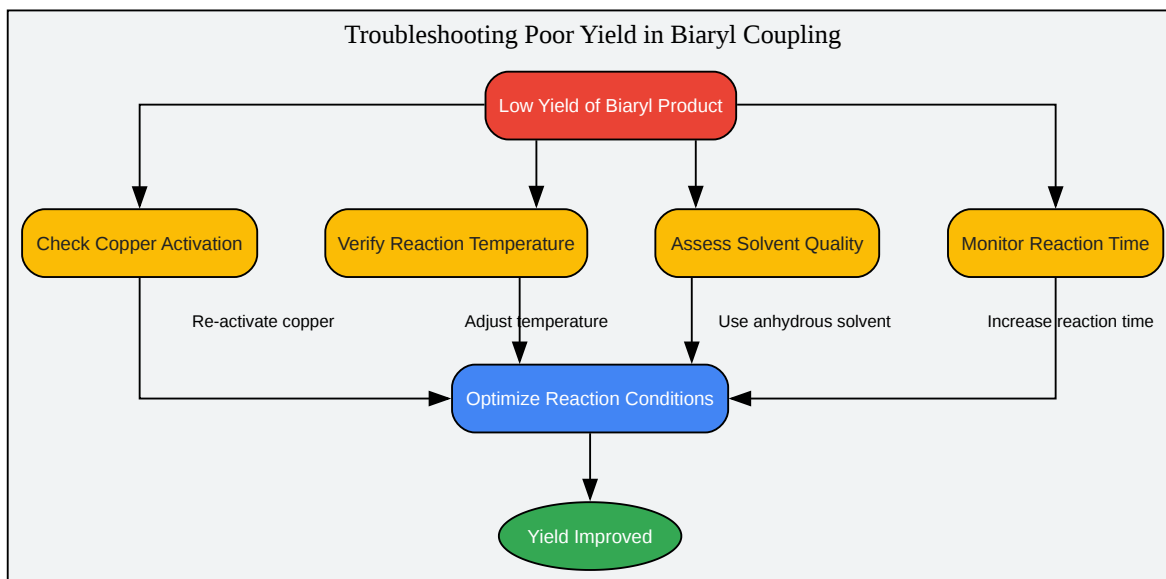 Troubleshooting Poor Yield in Biaryl Coupling
Low Yield of Biaryl Product
Check Copper Activation
Verify Reaction Temperature
Assess Solvent Quality
Monitor Reaction Time
Re-activate copper
Adjust temperature
Use anhydrous solvent
Increase reaction time
Optimize Reaction Conditions
Yield Improved